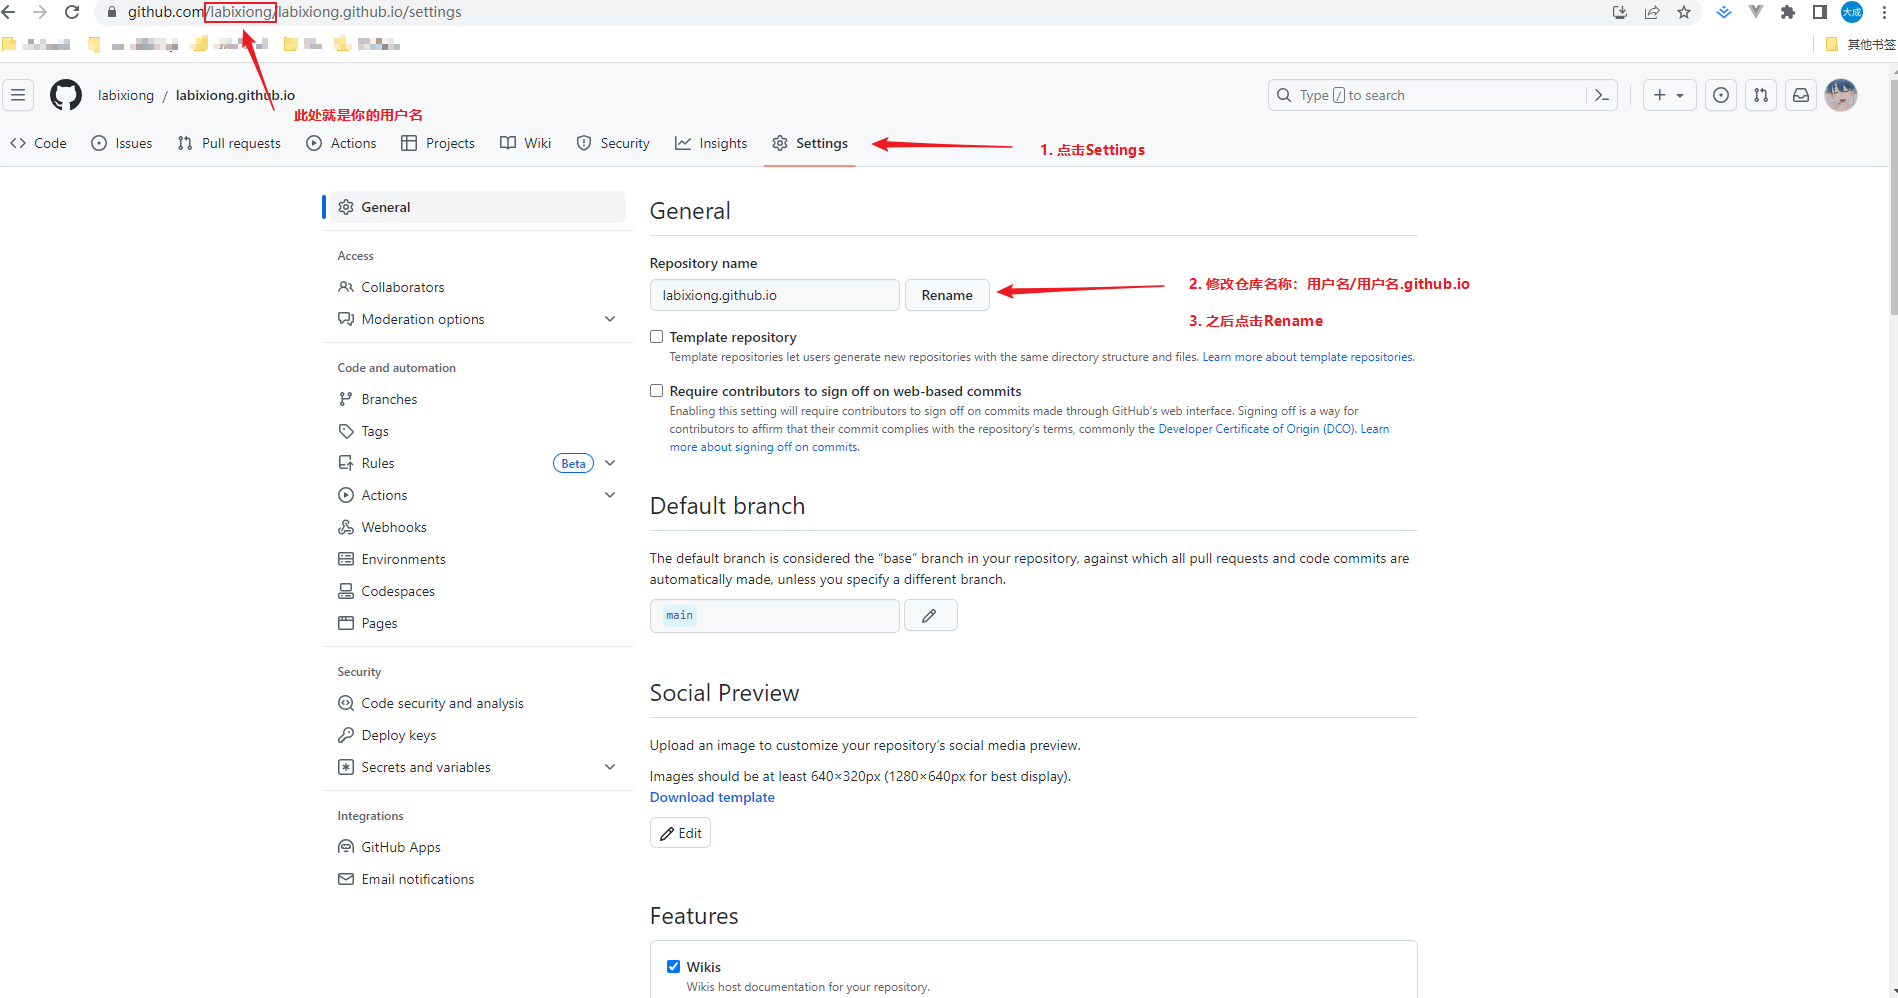 github.com/labixiong/labixiong.github.io/settings
大成
其他书签
labixiong / labixiong.github.io
Type / to search
此处就是你的用户名
Code
Issues
Pull requests
Actions
Projects
Wiki
Security
Insights
Settings
1. 点击Settings
General
Access
Collaborators
Moderation options
Code and automation
Branches
Tags
Rules
Beta
Actions
Webhooks
Environments
Codespaces
Pages
Security
Code security and analysis
Deploy keys
Secrets and variables
Integrations
GitHub Apps
Email notifications
General
Repository name
labixiong.github.io
Rename
2. 修改仓库名称：用户名/用户名.github.io
3. 之后点击Rename
Template repository
Template repositories let users generate new repositories with the same directory structure and files. Learn more about template repositories.
Require contributors to sign off on web-based commits
Enabling this setting will require contributors to sign off on commits made through GitHub's web interface. Signing off is a way for
contributors to affirm that their commit complies with the repository's terms, commonly the Developer Certificate of Origin (DCO). Learn
more about signing off on commits.
Default branch
The default branch is considered the “base” branch in your repository, against which all pull requests and code commits are
automatically made, unless you specify a different branch.
main
Social Preview
Upload an image to customize your repository’s social media preview.
Images should be at least 640×320px (1280×640px for best display).
Download template
Edit
Features
Wikis
Wikis host documentation for your repository.